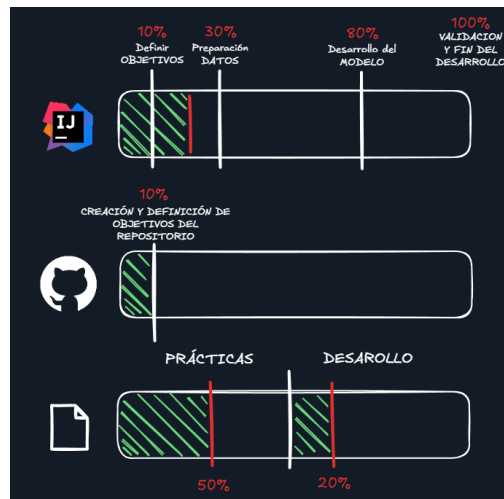 10%
Definir
OBJETIVOS
30%
Preparación
DATOS
80%
Desarrollo del
MODELO
100%
VALIDACION
Y FIN DEL
DESARROLLO
IJ
10%
CREACIÓN Y DEFINICIÓN DE
OBJETIVOS DEL
REPOSITORIO
PRÁCTICAS
DESAROLLO
50%
20%